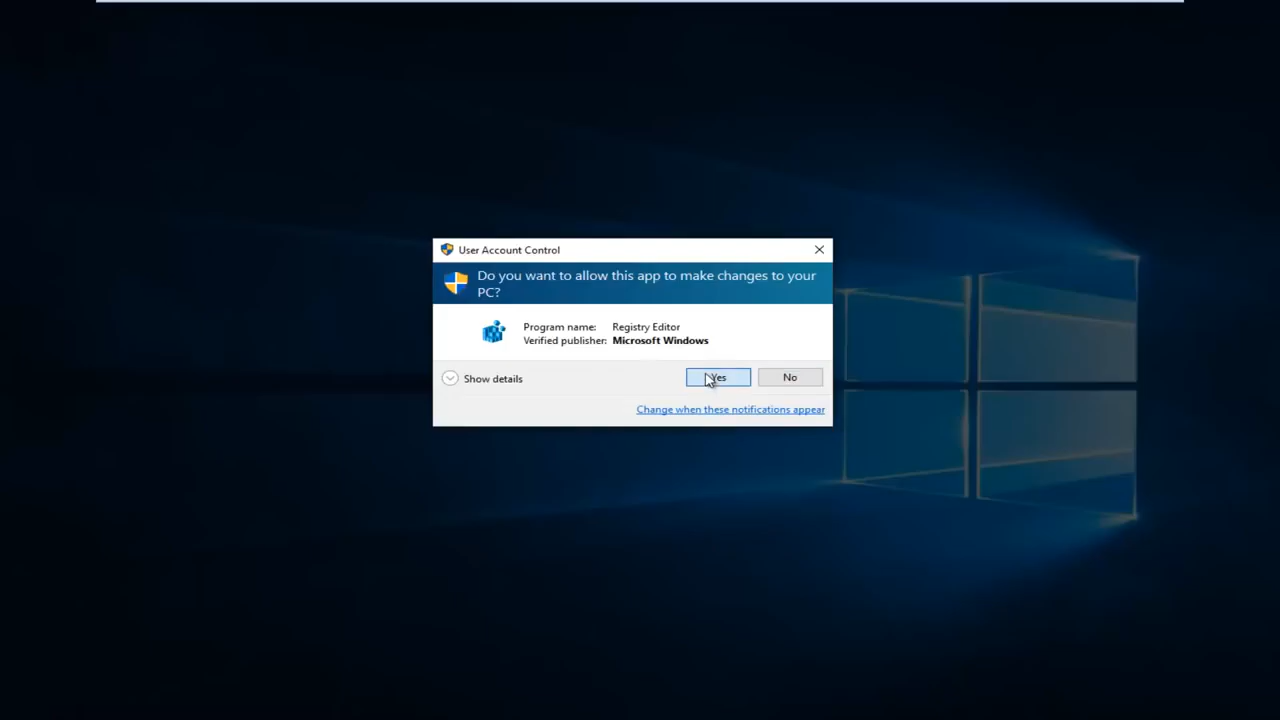 User Account Control
Do you want to allow this app to make changes to your
PC?
Program name: Registry Editor
Verified publisher: Microsoft Windows
Show details
Yes
No
Change when these notifications appear